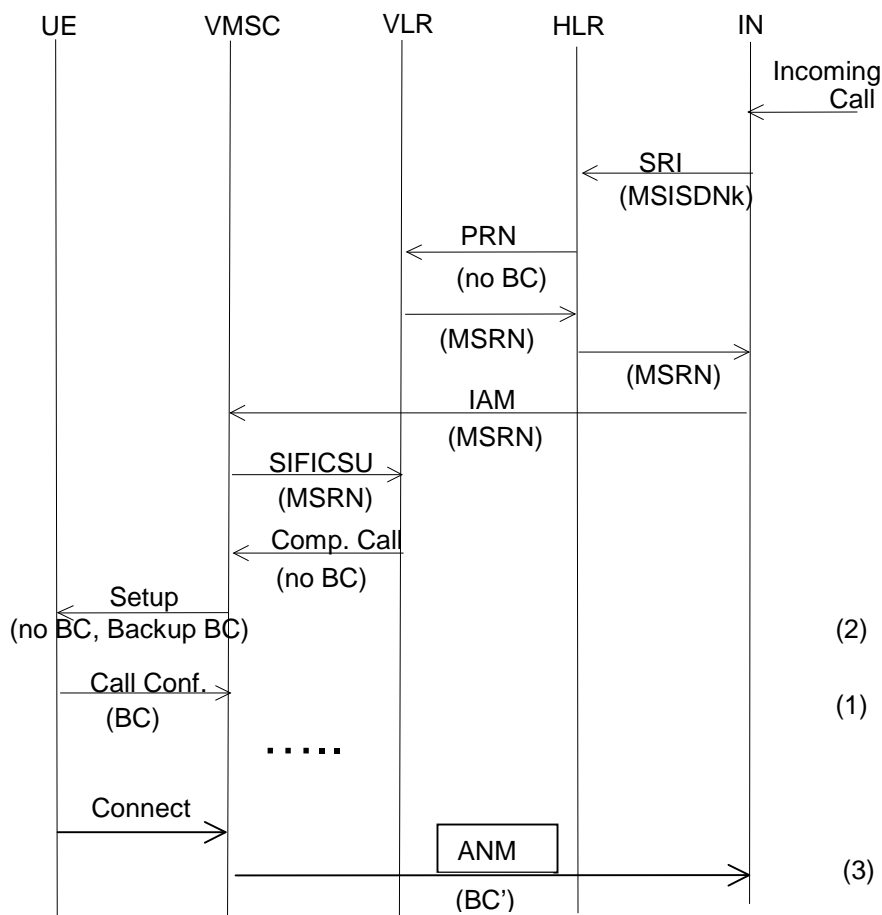 UE VMSC VLR HLR IN
Incoming
Call
SRI
(MSISDNk)
PRN
(no BC)
(MSRN)
(MSRN)
IAM
(MSRN)
SIFICSU
(MSRN)
Comp. Call
(no BC)
Setup
(no BC, Backup BC) (2)
Call Conf.
(BC) (1)
Connect
ANM
(3)
(BC')